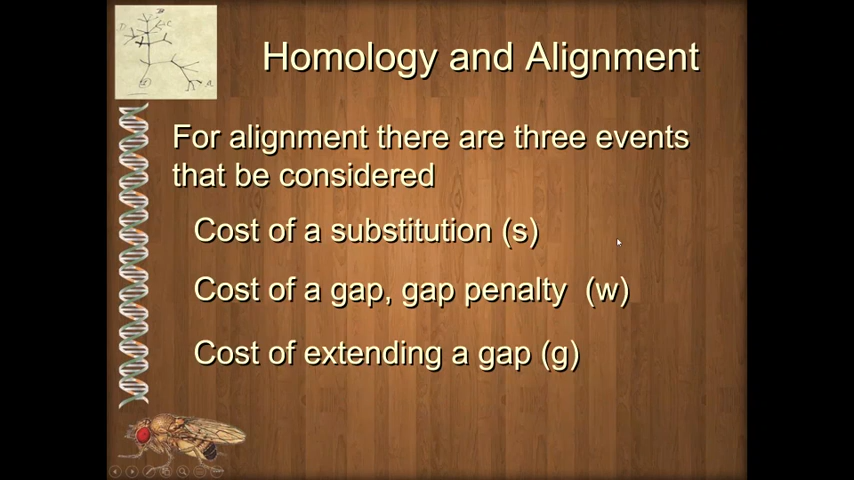 Homology and Alignment
For alignment there are three events
that be considered
Cost of a substitution (s)
Cost of a gap, gap penalty (w)
Cost of extending a gap (g)